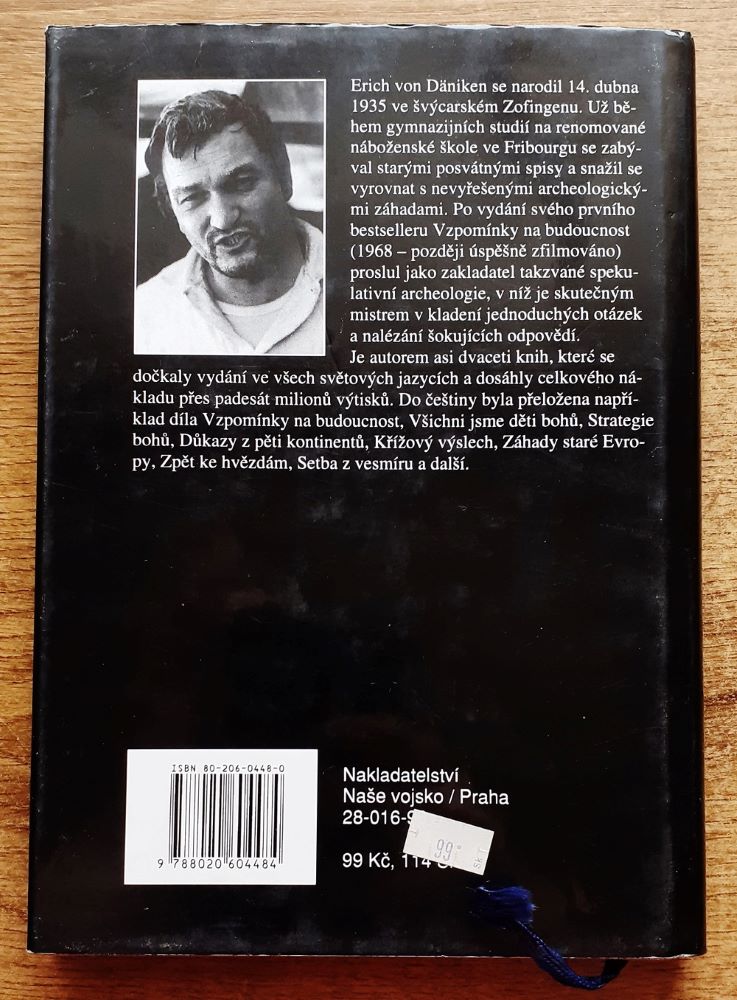 Erich von Däniken se narodil 14. dubna
1935 ve švýcarském Zofingenu. Už bě-
hem gymnazijních studií na renomované
náboženské škole ve Fribourgu se zabý-
val starými posvátnými spisy a snažil se
vyrovnat s nevyřešenými archeologický-
mi záhadami. Po vydání svého prvního
bestselleru Vzpomínky na budoucnost
(1968 – později úspěšně zfilmováno)
proslul jako zakladatel takzvané speku-
lativní archeologie, v níž je skutečným
mistrem v kladení jednoduchých otázek
a nalézání šokujících odpovědí.
Je autorem asi dvaceti knih, které se
dočkaly vydání ve všech světových jazycích a dosáhly celkového ná-
kladu přes padesát milionů výtisků. Do češtiny byla přeložena napří-
klad díla Vzpomínky na budoucnost, Všichni jsme děti bohů, Strategie
bohů, Důkazy z pěti kontinentů, Křížový výslech, Záhady staré Evro-
py, Zpět ke hvězdám, Setba z vesmíru a další.
ISBN 80-206-0448-0
9 788020 604484
Nakladatelství
Naše vojsko / Praha
28-016-9
99 Kč, 114
99